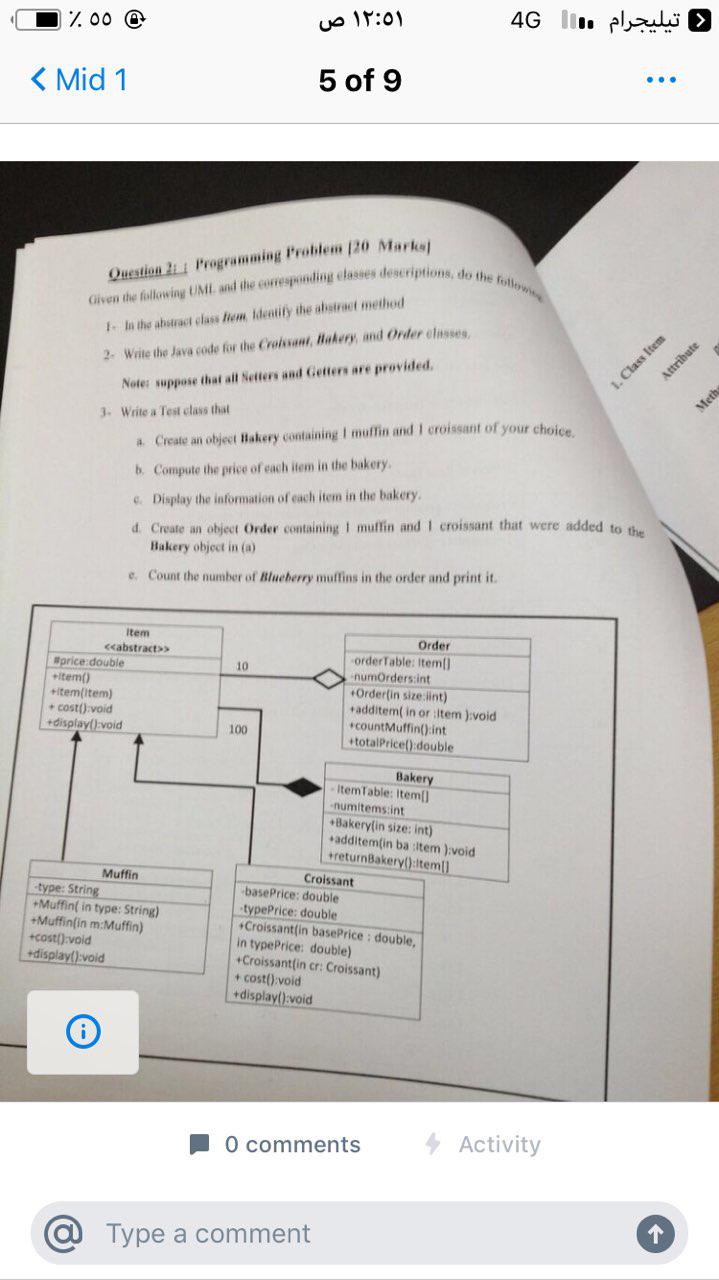 ٪ ٥٥
١٢:٥١ ص
4G تيليجرام
Mid 1
5 of 9
Question 2: : Programming Problem [20 Marks]
Given the following UML and the corresponding classes descriptions, do the following
1- In the abstract class Item, Identify the abstract method
2- Write the Java code for the Croissant, Bakery, and Order classes.
Note: suppose that all Setters and Getters are provided.
3- Write a Test class that
a. Create an object Bakery containing 1 muffin and 1 croissant of your choice.
b. Compute the price of each item in the bakery.
c. Display the information of each item in the bakery.
d. Create an object Order containing 1 muffin and 1 croissant that were added to the
Bakery object in (a)
e. Count the number of Blueberry muffins in the order and print it.
1. Class Item
Attribute
Item
<<abstract>>
#price:double
+item()
+item(Item)
+ cost():void
+display():void
10
100
Order
-orderTable: Item[]
-numOrders:int
+Order(in size:iint)
+addItem( in or :Item ):void
+countMuffin():int
+totalPrice():double
Bakery
- ItemTable: Item[]
-numItems:int
+Bakery(in size: int)
+addItem(in ba :Item ):void
+returnBakery():Item[]
Muffin
-type: String
+Muffin( in type: String)
+Muffin(in m:Muffin)
+cost():void
+display():void
Croissant
-basePrice: double
-typePrice: double
+Croissant(in basePrice : double,
in typePrice: double)
+Croissant(in cr: Croissant)
+ cost():void
+display():void
0 comments
Activity
@ Type a comment